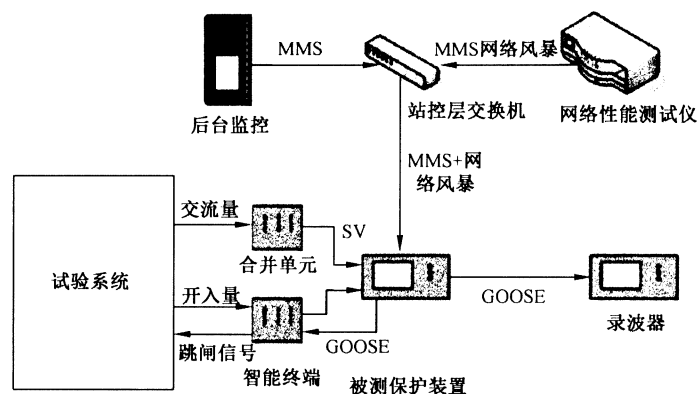 MMS
MMS网络风暴
后台监控
站控层交换机
网络性能测试仪
MMS+网
络风暴
交流量
SV
合并单元
试验系统
开入量
GOOSE
录波器
跳闸信号
GOOSE
智能终端
被测保护装置